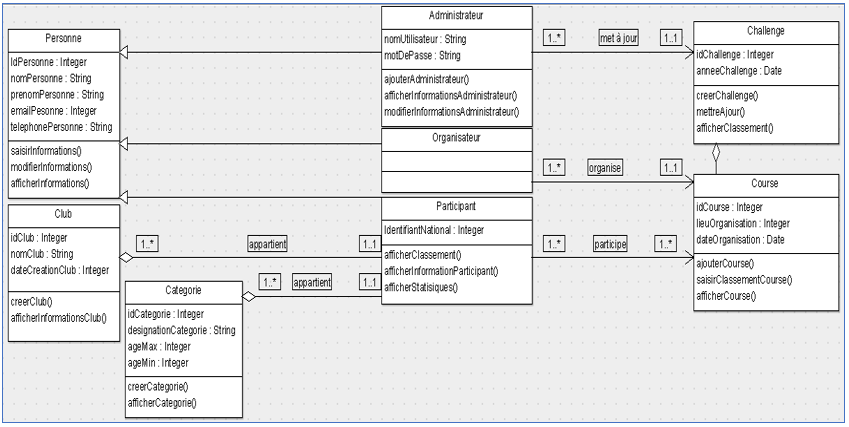 Personne
IdPersonne : Integer
nomPersonne : String
prenomPersonne : String
emailPesonne : Integer
telephonePersonne : String
saisirInformations()
modifierInformations()
afficherInformations()
Administrateur
nomUtilisateur : String
motDePasse : String
ajouterAdministrateur()
afficherInformationsAdministrateur()
modifierInformationsAdministrateur()
1..* met à jour 1..1
Challenge
idChallenge : Integer
anneeChallenge : Date
creerChallenge()
mettreAjour()
afficherClassement()
Organisateur
1..* organise 1..1
Course
idCourse : Integer
lieuOrganisation : Integer
dateOrganisation : Date
ajouterCourse()
saisirClassementCourse()
afficherCourse()
Participant
IdentifiantNational : Integer
afficherClassement()
afficherInformationParticipant()
afficherStatisiques()
1..* participe 1..*
Club
idClub : Integer
nomClub : String
dateCreationClub : Integer
creerClub()
afficherInformationsClub()
1..* appartient 1..1
Categorie
idCategorie : Integer
designationCategorie : String
ageMax : Integer
ageMin : Integer
creerCategorie()
afficherCategorie()
1..* appartient 1..1